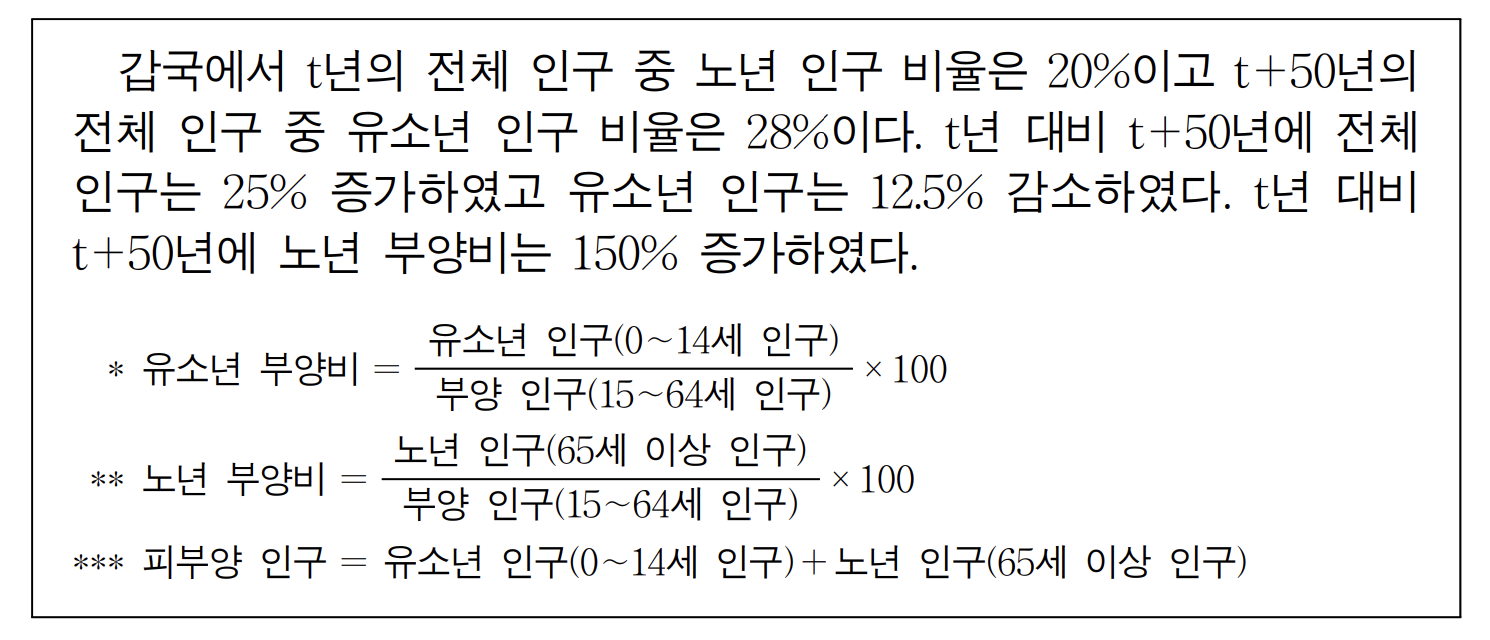 갑국에서 t년의 전체 인구 중 노년 인구 비율은 20%이고 t+50년의
전체 인구 중 유소년 인구 비율은 28%이다. t년 대비 t+50년에 전체
인구는 25% 증가하였고 유소년 인구는 12.5% 감소하였다. t년 대비
t+50년에 노년 부양비는 150% 증가하였다.
* 유소년 부양비 = 유소년 인구(0~14세 인구) / 부양 인구(15~64세 인구) × 100
** 노년 부양비 = 노년 인구(65세 이상 인구) / 부양 인구(15~64세 인구) × 100
*** 피부양 인구 = 유소년 인구(0~14세 인구) + 노년 인구(65세 이상 인구)